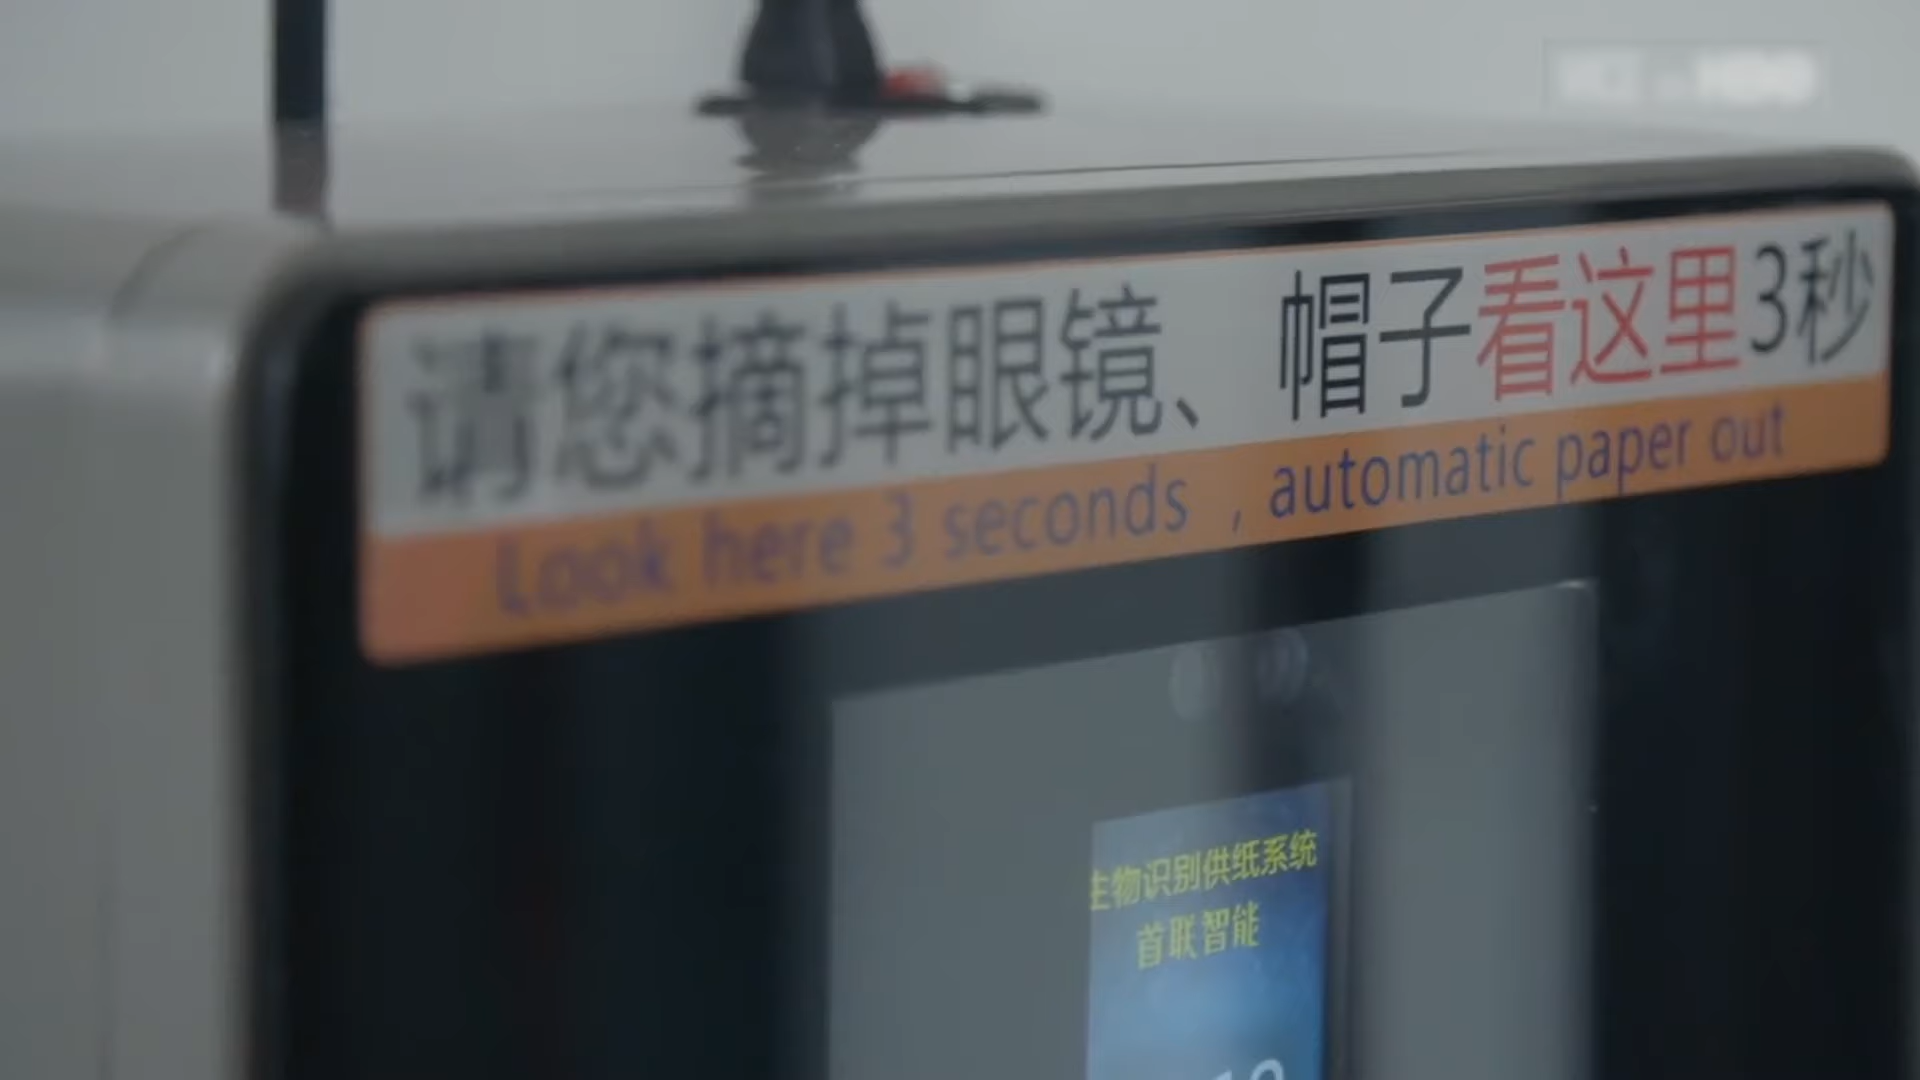 请您摘掉眼镜、帽子看这里3秒
Look here 3 seconds , automatic paper out
生物识别供纸系统
首联智能